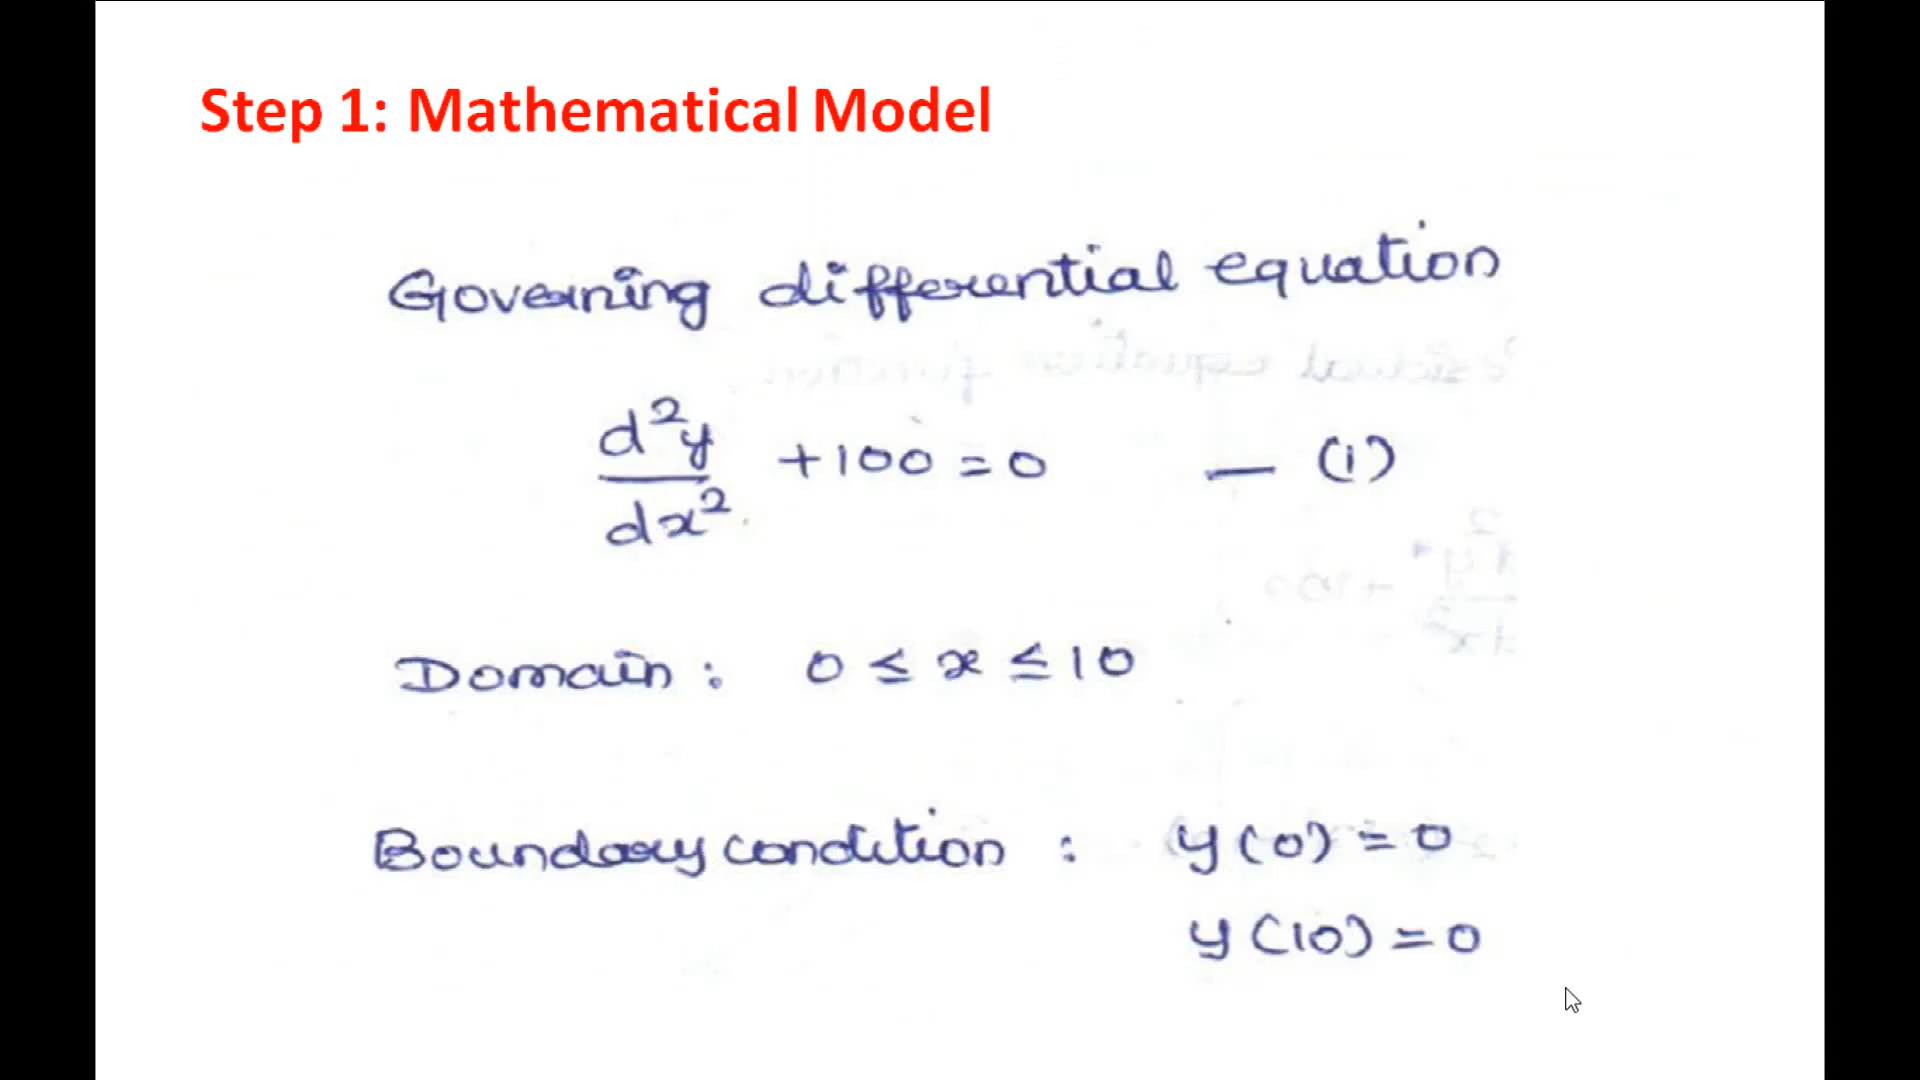 Step 1: Mathematical Model
Governing differential equation
d²y/dx² + 100 = 0 — (1)
Domain : 0 ≤ x ≤ 10
Boundary condition : y(0) = 0
y(10) = 0